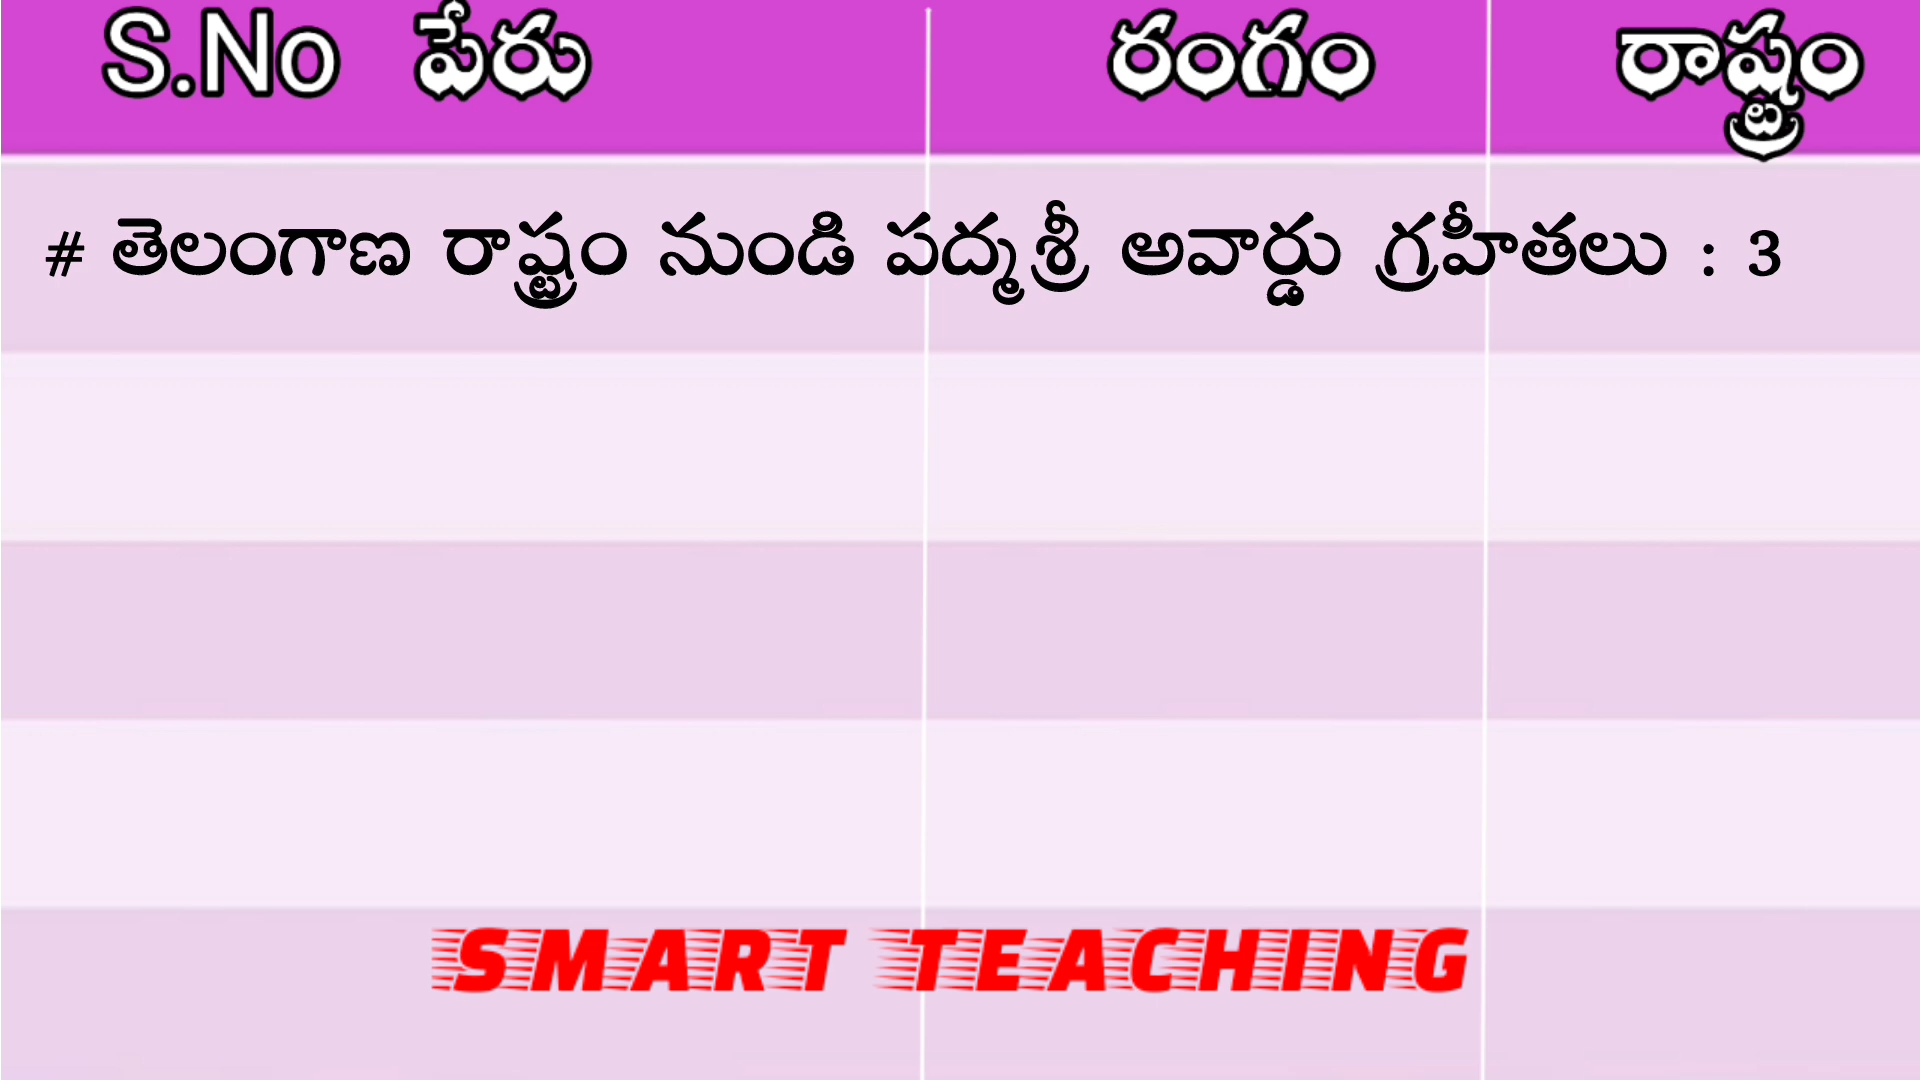 S.No పేరు రంగం రాష్ట్రం
# తెలంగాణ రాష్ట్రం నుండి పద్మశ్రీ అవార్డు గ్రహీతలు : 3
SMART TEACHING